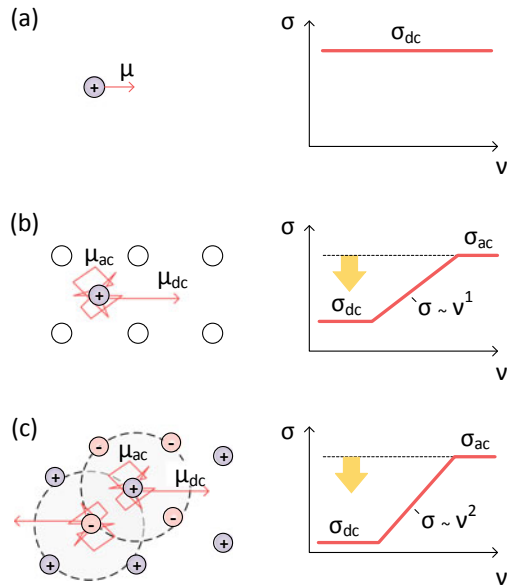 (a)
+
μ
σ
σdc
ν
(b)
μac
μdc
+
σ
σac
σdc
σ ~ ν¹
ν
(c)
-
-
+
+
μac
μdc
+
-
-
+
+
+
σ
σac
σdc
σ ~ ν²
ν